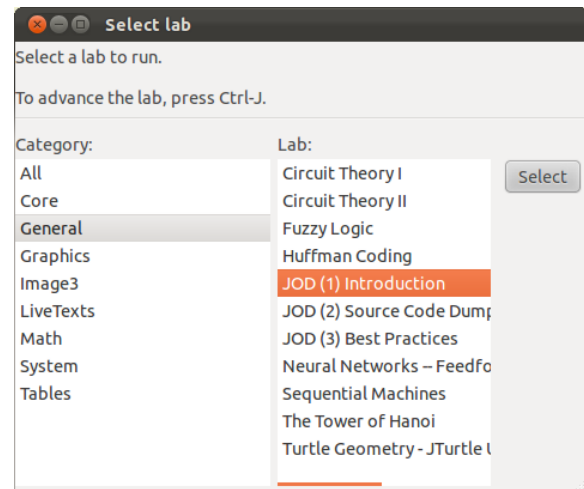 Select lab
Select a lab to run.
To advance the lab, press Ctrl-J.
Category:
All
Core
General
Graphics
Image3
LiveTexts
Math
System
Tables
Lab:
Circuit Theory I
Circuit Theory II
Fuzzy Logic
Huffman Coding
JOD (1) Introduction
JOD (2) Source Code Dump
JOD (3) Best Practices
Neural Networks -- Feedfo
Sequential Machines
The Tower of Hanoi
Turtle Geometry - JTurtle
Select